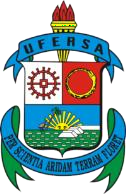 UFERSA
PER SCIENTIA ARIDAM TERRAM FLORET